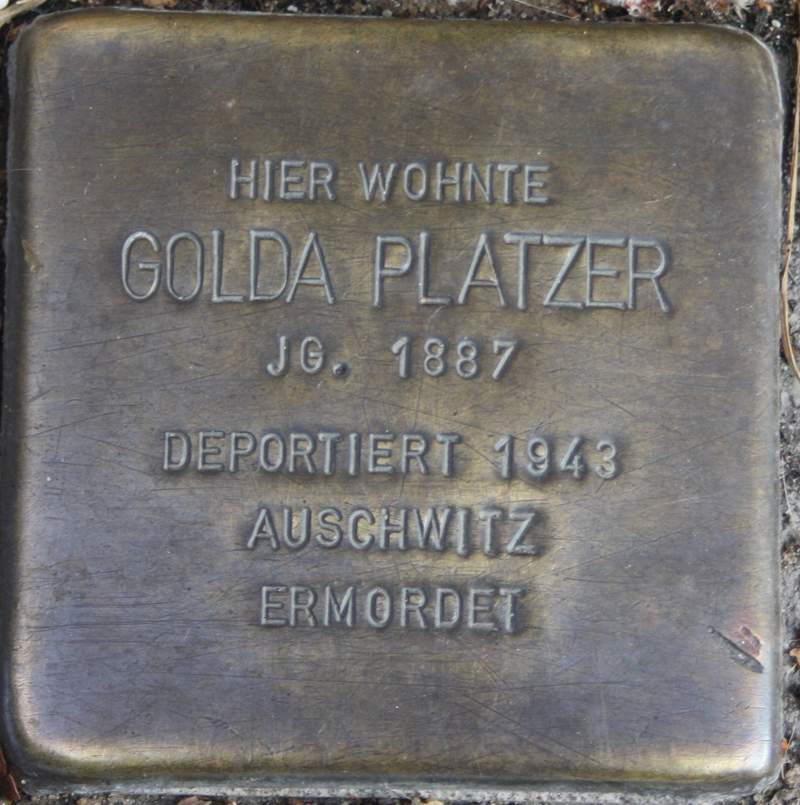 HIER WOHNTE
GOLDA PLATZER
JG. 1887
DEPORTIERT 1943
AUSCHWITZ
ERMORDET